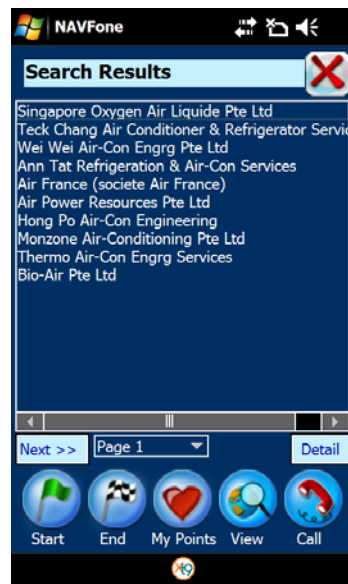 NAVFone
Search Results
Singapore Oxygen Air Liquide Pte Ltd
Teck Chang Air Conditioner & Refrigerator Servic
Wei Wei Air-Con Engrg Pte Ltd
Ann Tat Refrigeration & Air-Con Services
Air France (societe Air France)
Air Power Resources Pte Ltd
Hong Po Air-Con Engineering
Monzone Air-Conditioning Pte Ltd
Thermo Air-Con Engrg Services
Bio-Air Pte Ltd
Next >> Page 1 Detail
Start End My Points View Call